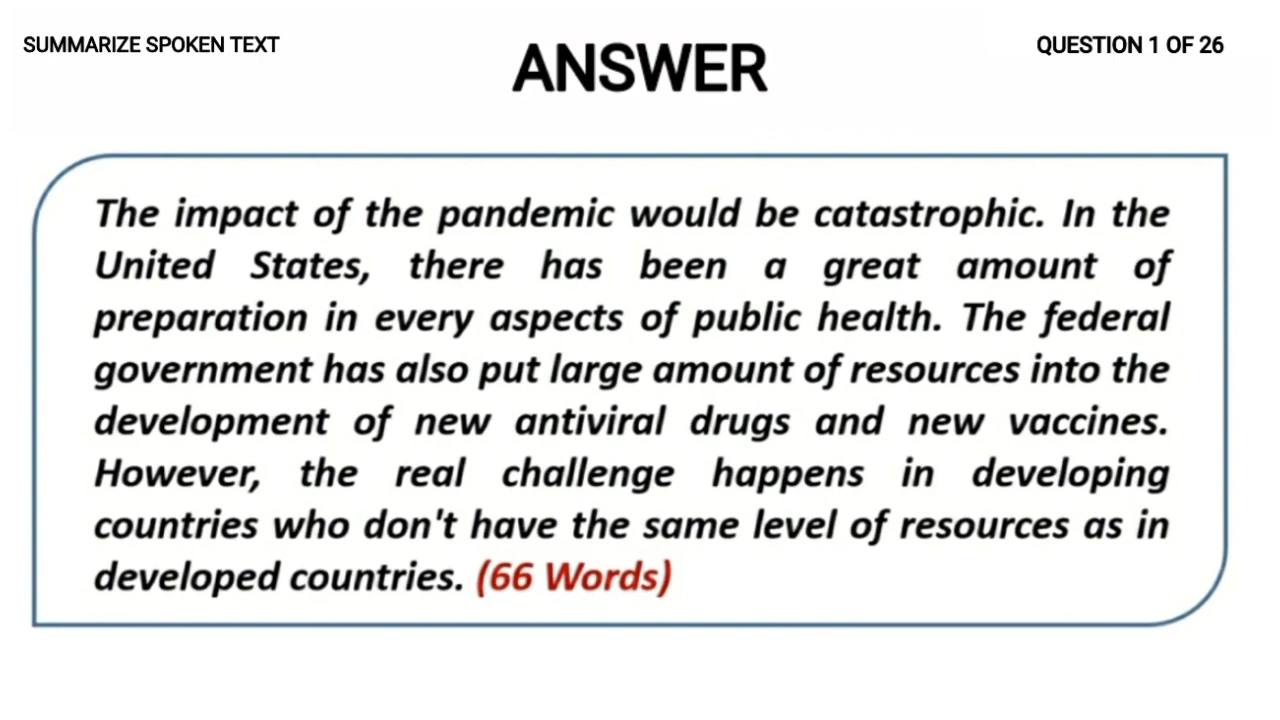 SUMMARIZE SPOKEN TEXT
ANSWER
QUESTION 1 OF 26
The impact of the pandemic would be catastrophic. In the
United States, there has been a great amount of
preparation in every aspects of public health. The federal
government has also put large amount of resources into the
development of new antiviral drugs and new vaccines.
However, the real challenge happens in developing
countries who don't have the same level of resources as in
developed countries. (66 Words)